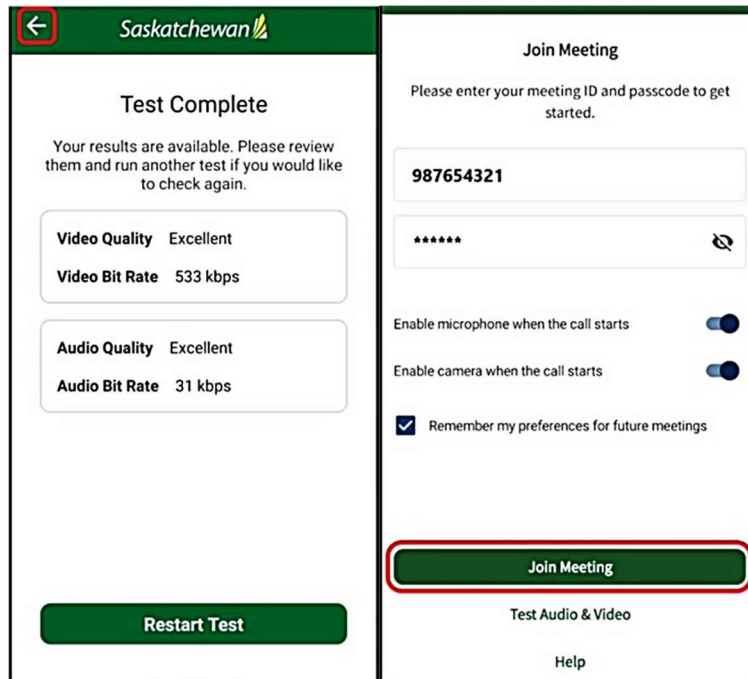 Saskatchewan
Test Complete
Your results are available. Please review
them and run another test if you would like
to check again.
Video Quality Excellent
Video Bit Rate 533 kbps
Audio Quality Excellent
Audio Bit Rate 31 kbps
Restart Test
Join Meeting
Please enter your meeting ID and passcode to get
started.
987654321
******
Enable microphone when the call starts
Enable camera when the call starts
Remember my preferences for future meetings
Join Meeting
Test Audio & Video
Help